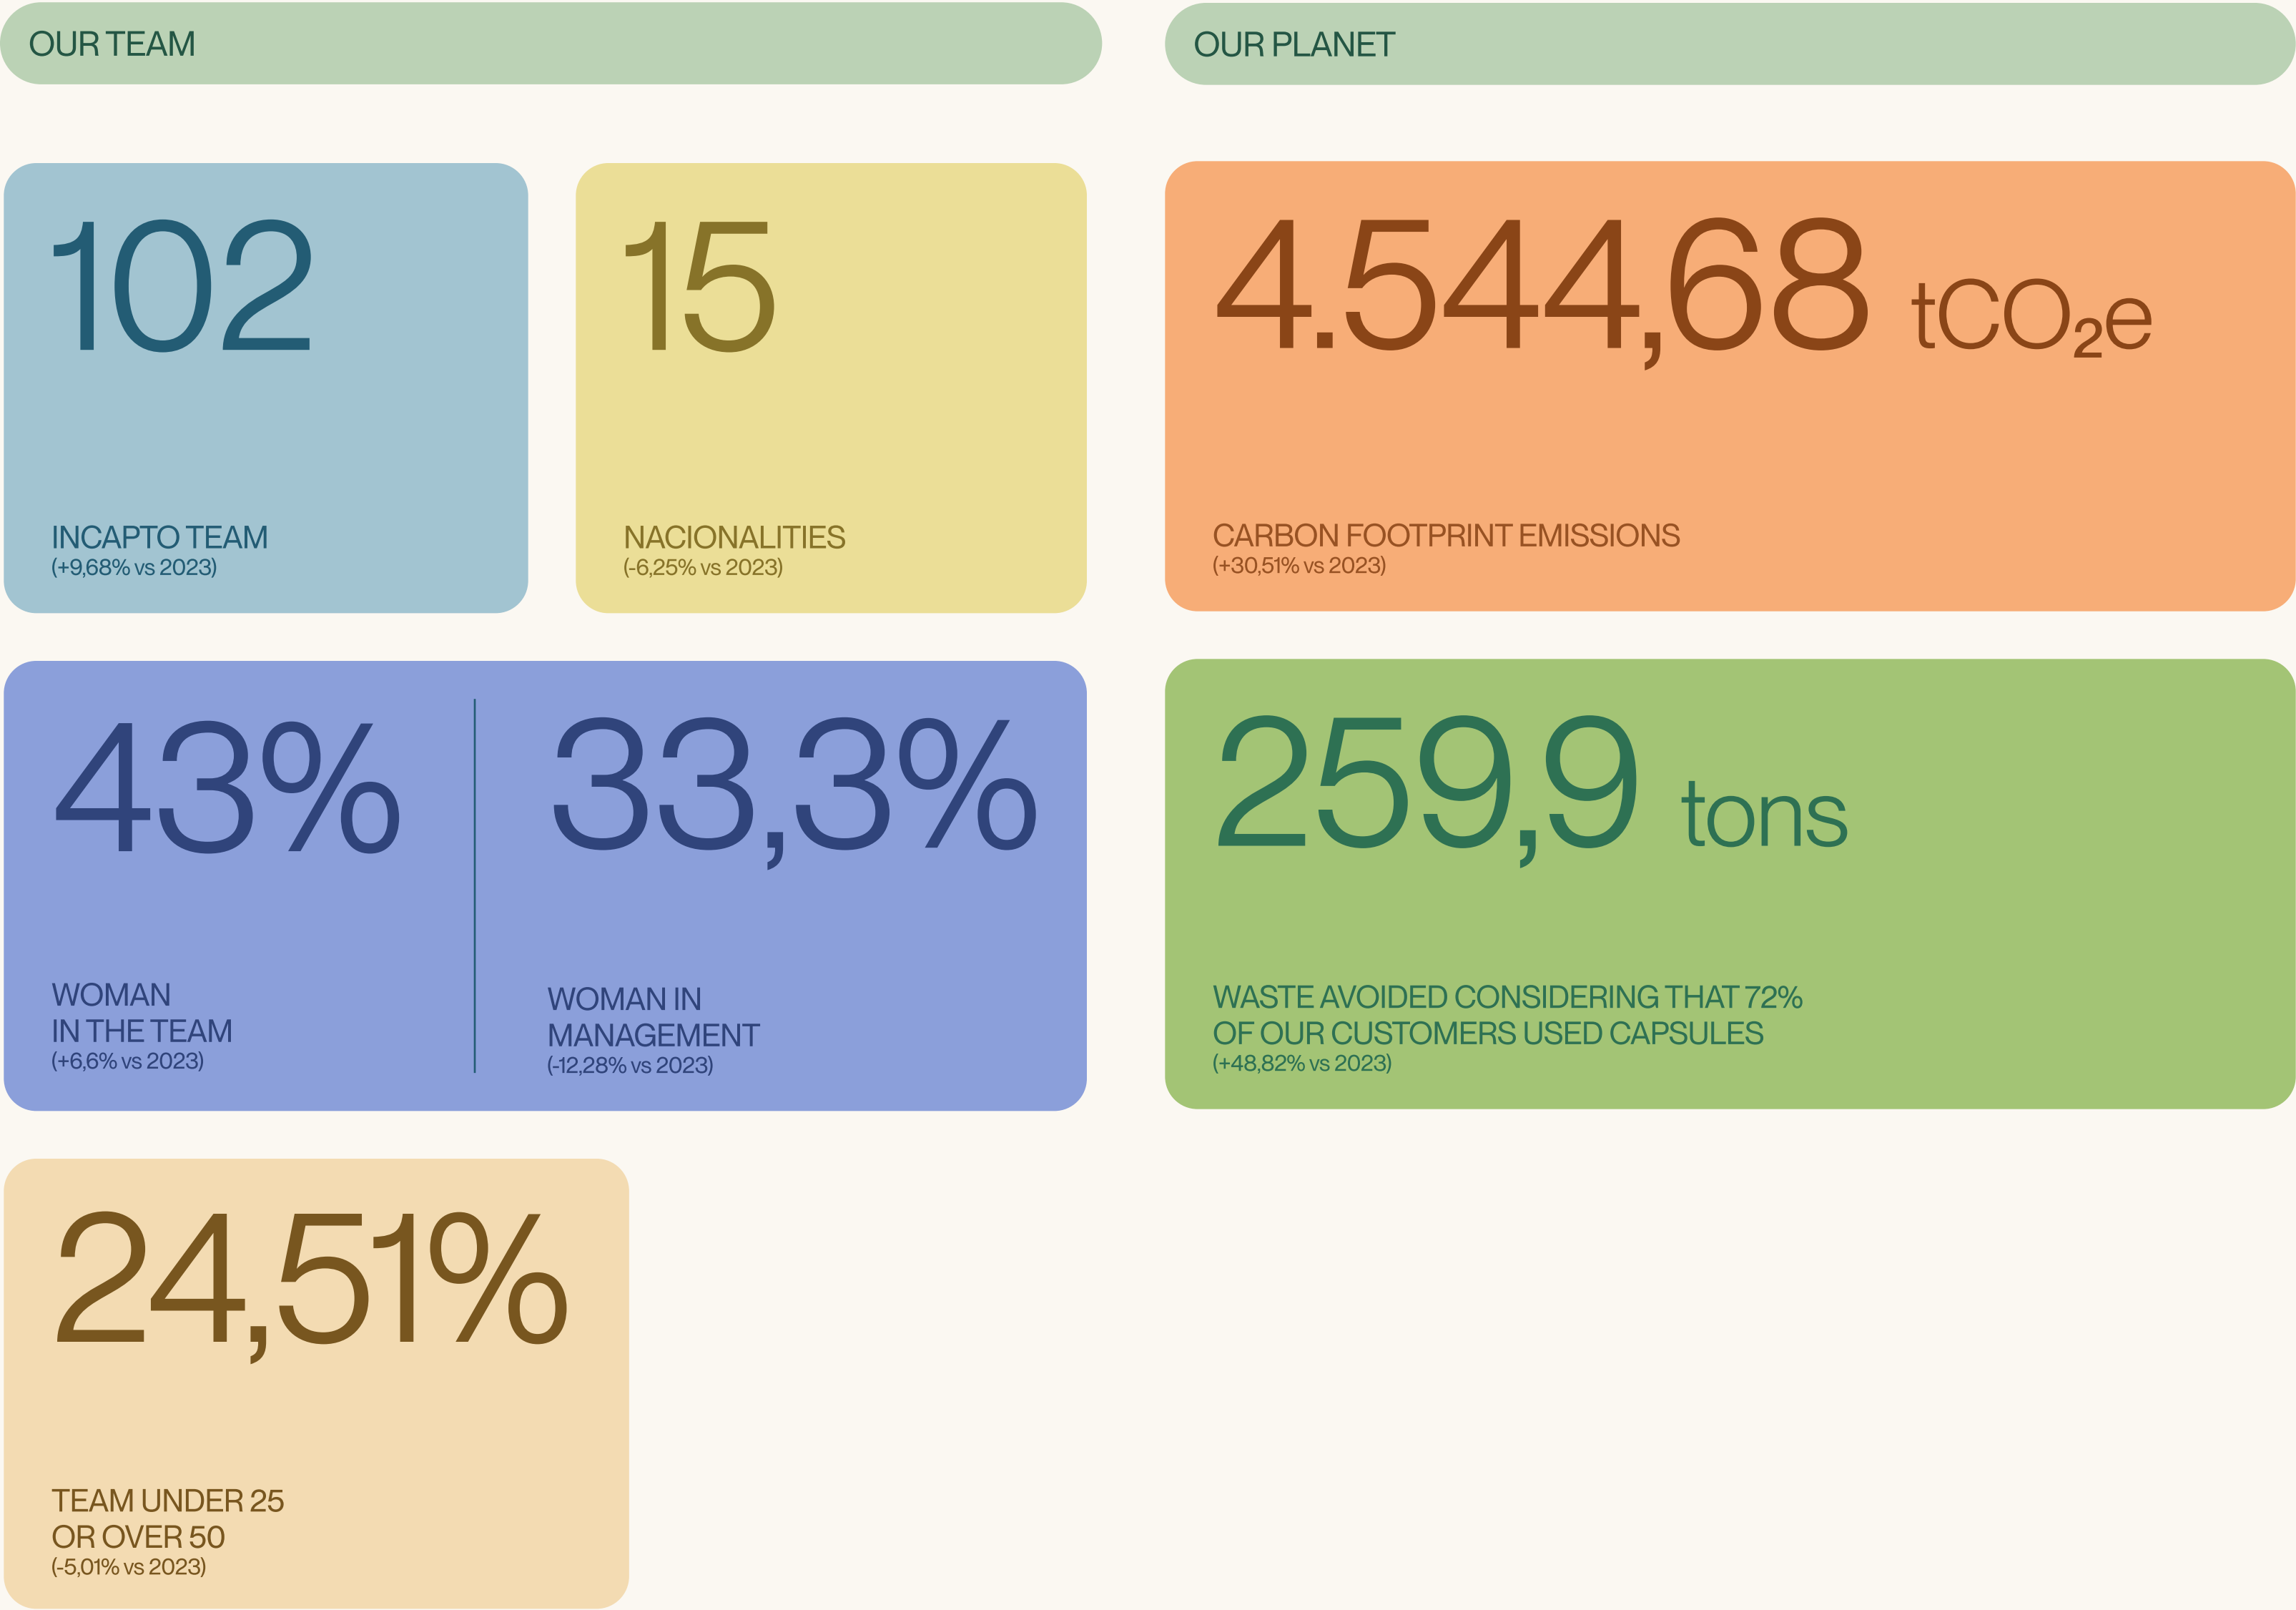 OUR TEAM
102
INCAPTO TEAM
(+9,68% vs 2023)
15
NACIONALITIES
(-6,25% vs 2023)
43%
WOMAN
IN THE TEAM
(+6,6% vs 2023)
33,3%
WOMAN IN
MANAGEMENT
(-12,28% vs 2023)
24,51%
TEAM UNDER 25
OR OVER 50
(-5,01% vs 2023)
OUR PLANET
4.544,68 tCO₂e
CARBON FOOTPRINT EMISSIONS
(+30,51% vs 2023)
259,9 tons
WASTE AVOIDED CONSIDERING THAT 72%
OF OUR CUSTOMERS USED CAPSULES
(+48,82% vs 2023)